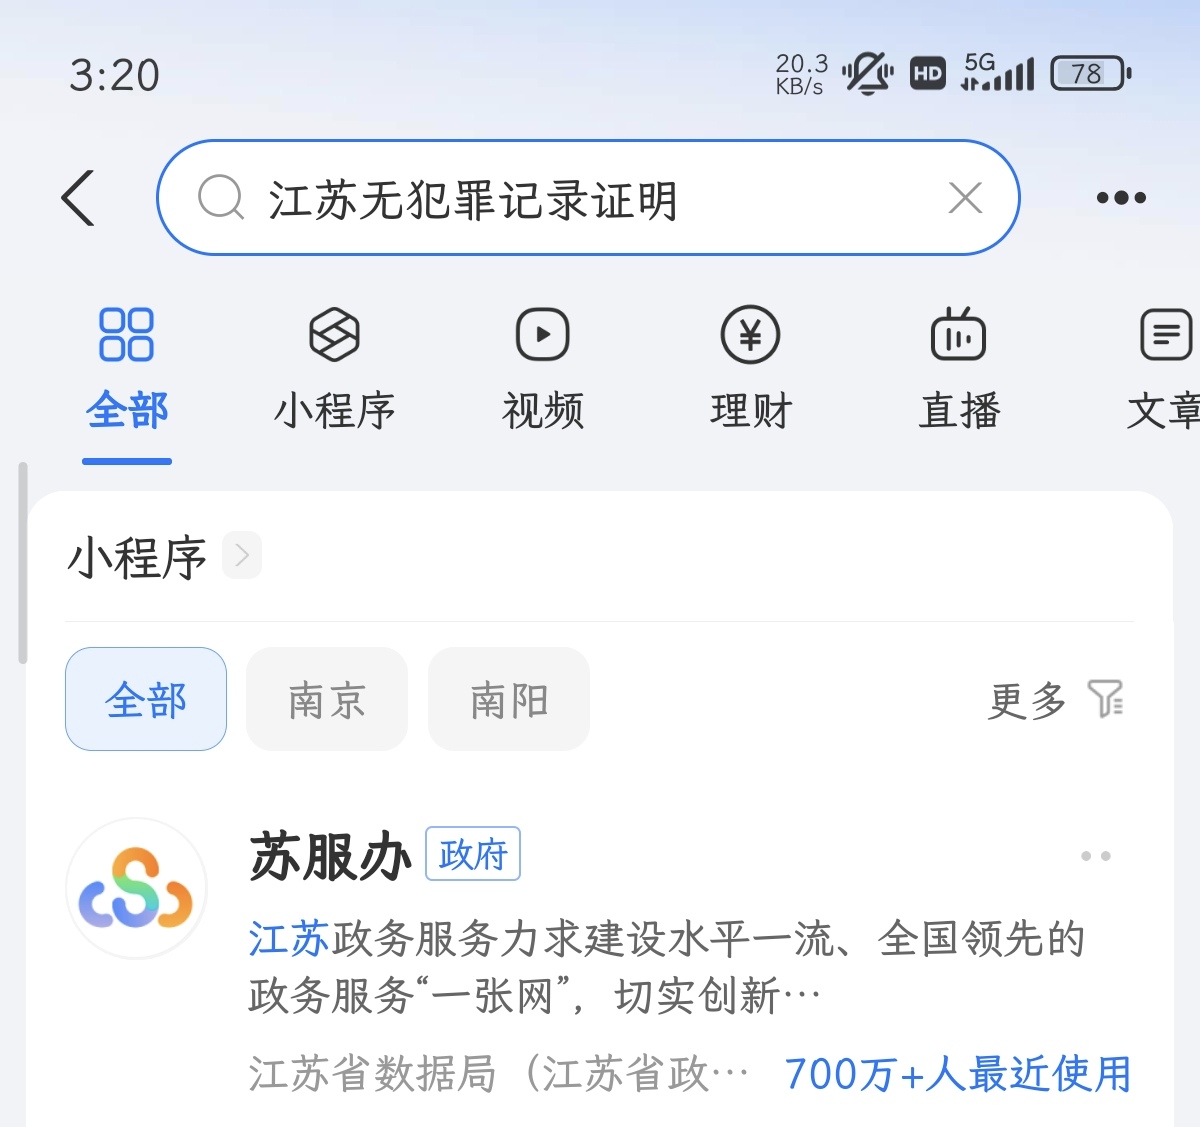 3:20
20.3 KB/s HD 5G 78
江苏无犯罪记录证明
全部 小程序 视频 理财 直播 文章
小程序
全部 南京 南阳 更多
苏服办 政府
江苏政务服务力求建设水平一流、全国领先的
政务服务“一张网”，切实创新…
江苏省数据局（江苏省政… 700万+人最近使用